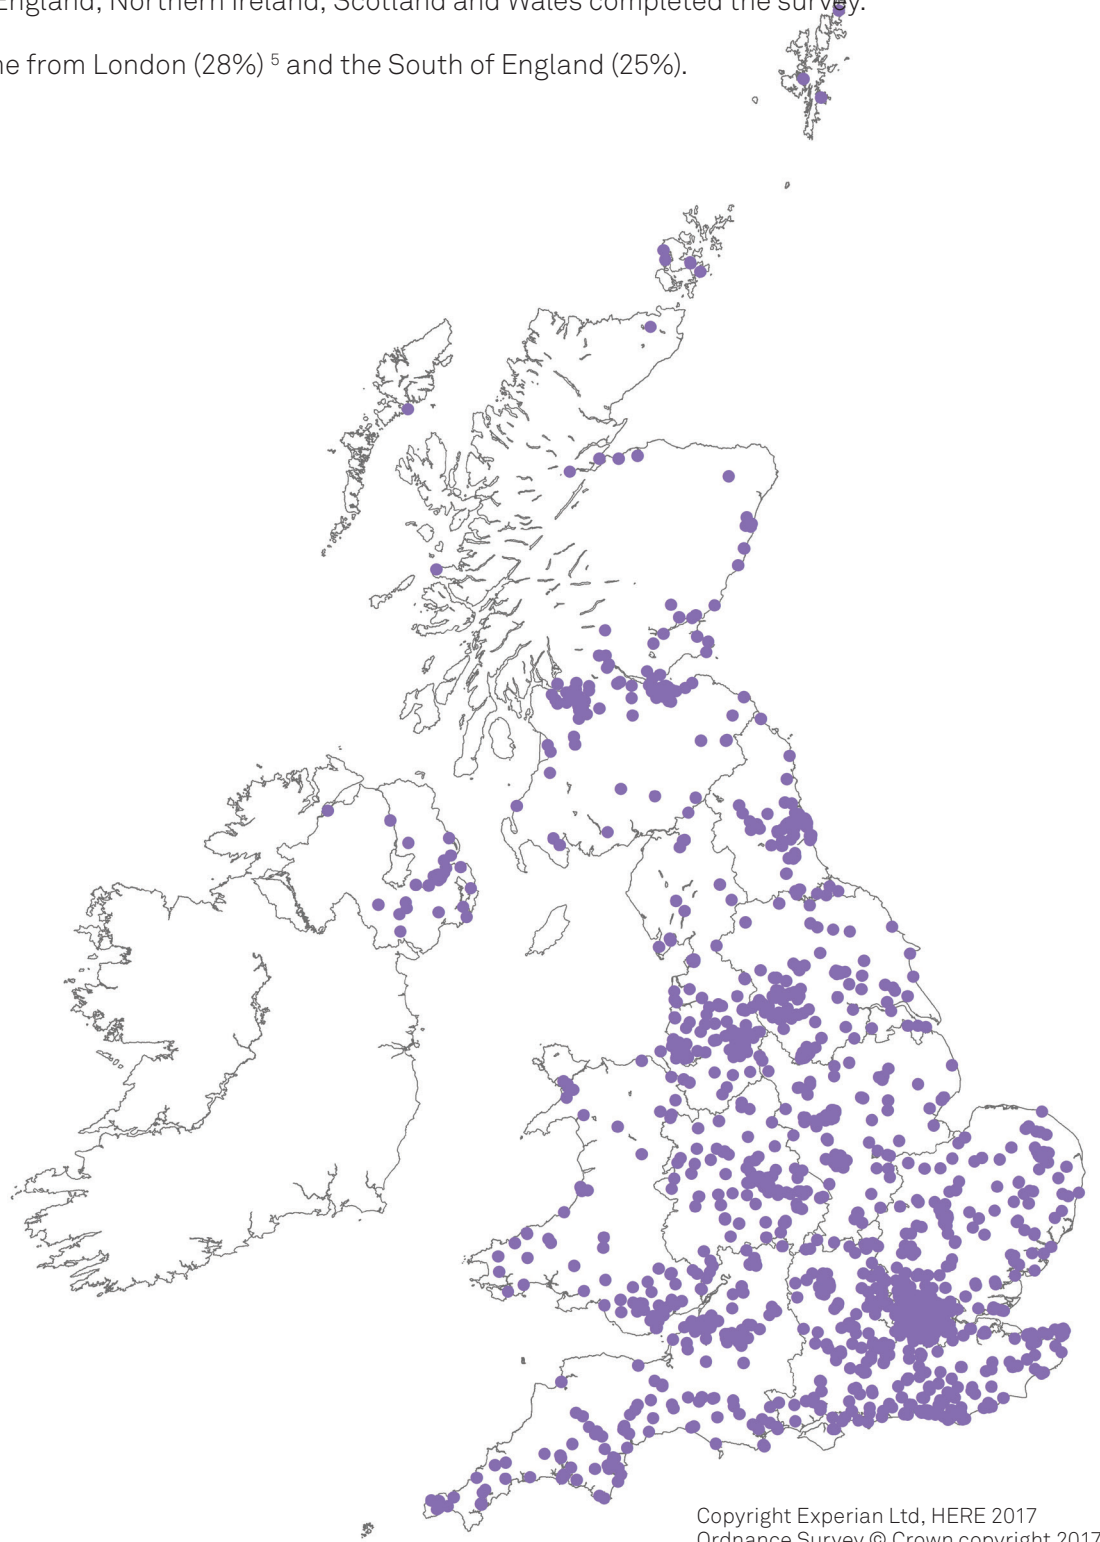 England, Northern Ireland, Scotland and Wales completed the survey.
me from London (28%) 5 and the South of England (25%).
Copyright Experian Ltd, HERE 2017
Ordnance Survey © Crown copyright 2017